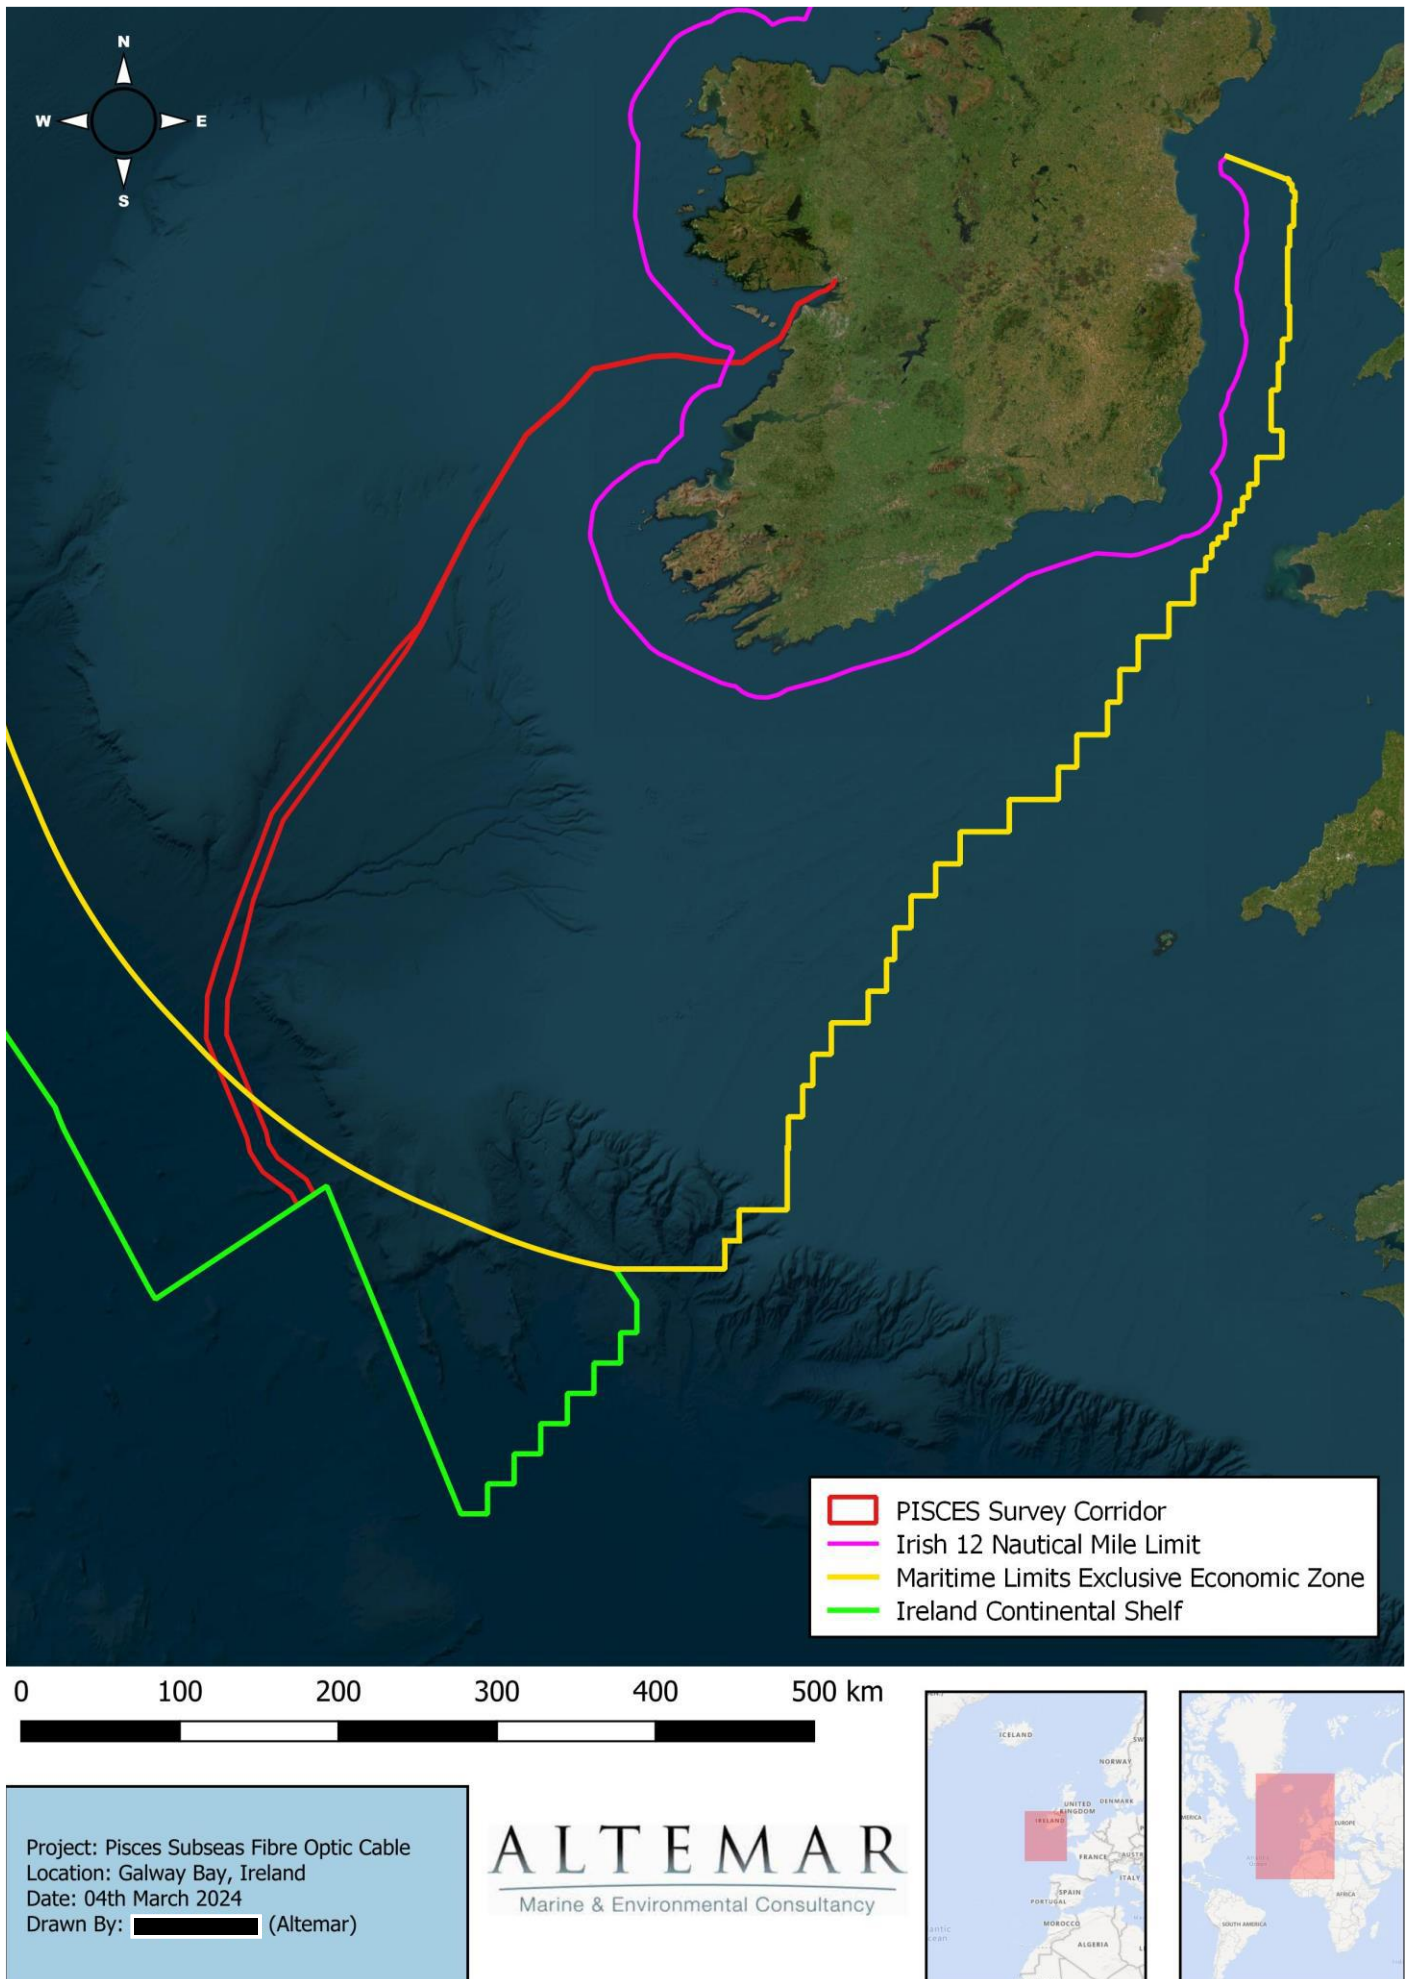 N
W E
S
PISCES Survey Corridor
Irish 12 Nautical Mile Limit
Maritime Limits Exclusive Economic Zone
Ireland Continental Shelf
0 100 200 300 400 500 km
Project: Pisces Subseas Fibre Optic Cable
Location: Galway Bay, Ireland
Date: 04th March 2024
Drawn By: (Altemar)
ALTEMAR
Marine & Environmental Consultancy
ICELAND
NORWAY
UNITED
KINGDOM
DENMARK
IRELAND
FRANCE
ITALY
SPAIN
PORTUGAL
MOROCCO
ALGERIA
EUROPE
AFRICA
SOUTH AMERICA